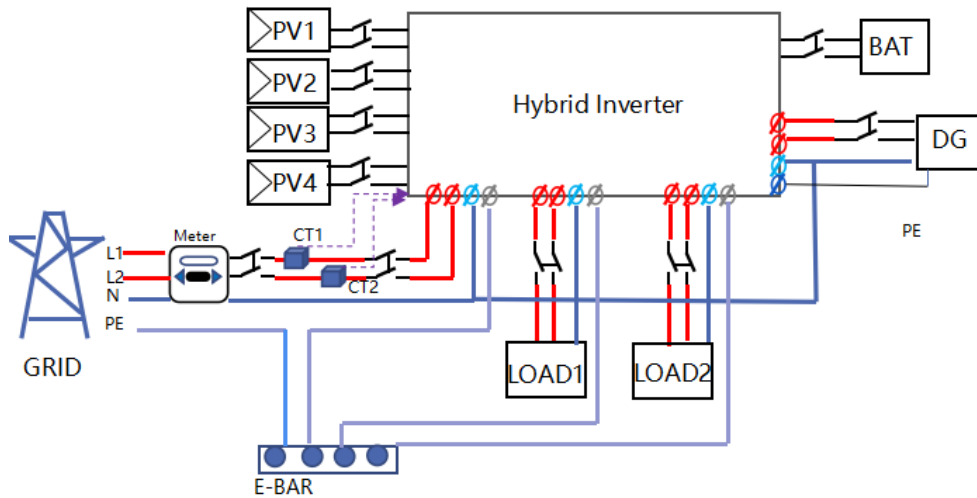 PV1
PV2
PV3
PV4
Hybrid Inverter
BAT
DG
PE
Meter
CT1
CT2
L1
L2
N
PE
GRID
LOAD1
LOAD2
E-BAR